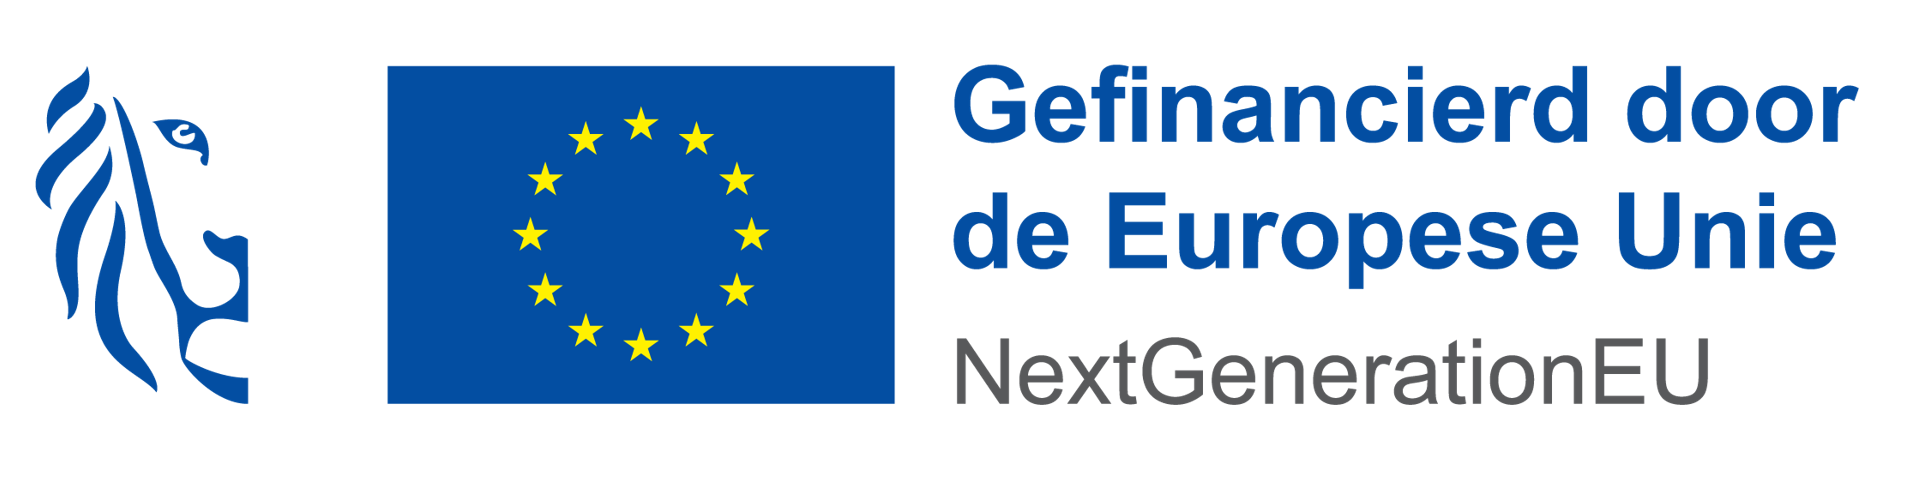 Gefinancierd door
de Europese Unie
NextGenerationEU